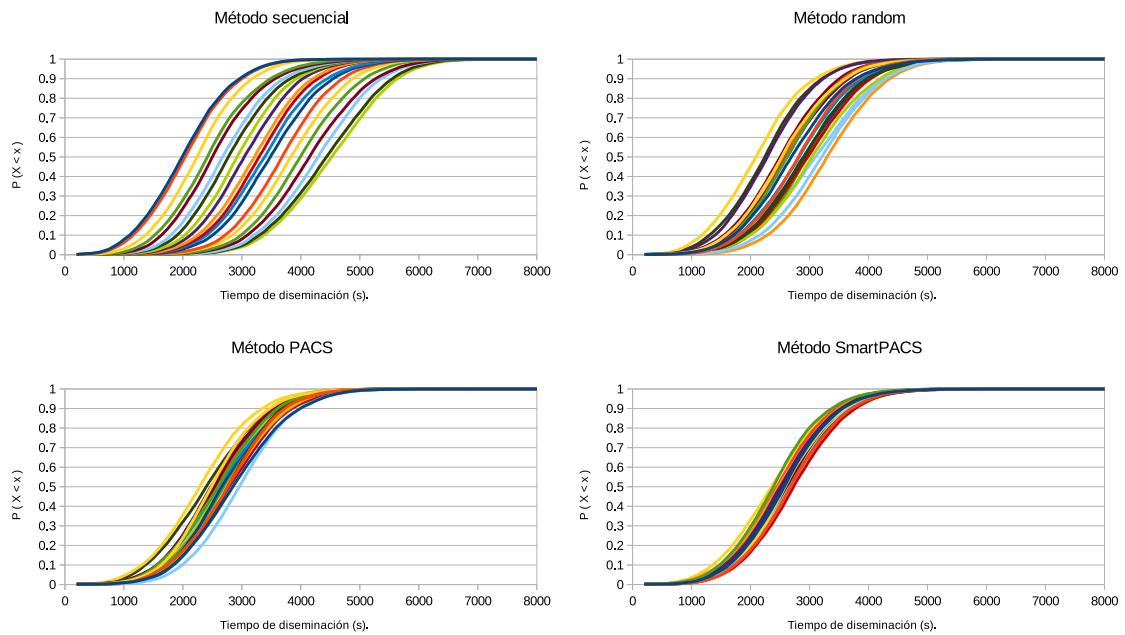 Método secuencial
1
0.9
0.8
0.7
0.6
0.5
0.4
0.3
0.2
0.1
0
P ( X < x )
0 1000 2000 3000 4000 5000 6000 7000 8000
Tiempo de diseminación (s).
Método random
1
0.9
0.8
0.7
0.6
0.5
0.4
0.3
0.2
0.1
0
P ( X < x )
0 1000 2000 3000 4000 5000 6000 7000 8000
Tiempo de diseminación (s).
Método PACS
1
0.9
0.8
0.7
0.6
0.5
0.4
0.3
0.2
0.1
0
P ( X < x )
0 1000 2000 3000 4000 5000 6000 7000 8000
Tiempo de diseminación (s).
Método SmartPACS
1
0.9
0.8
0.7
0.6
0.5
0.4
0.3
0.2
0.1
0
P ( X < x )
0 1000 2000 3000 4000 5000 6000 7000 8000
Tiempo de diseminación (s).